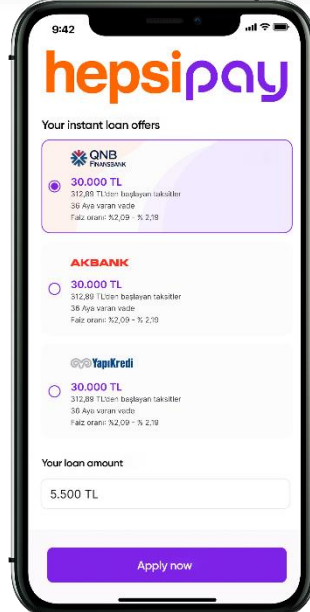 9:42
hepsipay
Your instant loan offers
QNB
FINANSBANK
30.000 TL
312,89 TL'den başlayan taksitler
36 Aya varan vade
Faiz oranı: %2,09 - % 2,19
AKBANK
30.000 TL
312,89 TL'den başlayan taksitler
36 Aya varan vade
Faiz oranı: %2,09 - % 2,19
YapıKredi
30.000 TL
312,89 TL'den başlayan taksitler
36 Aya varan vade
Faiz oranı: %2,09 - % 2,19
Your loan amount
5.500 TL
Apply now